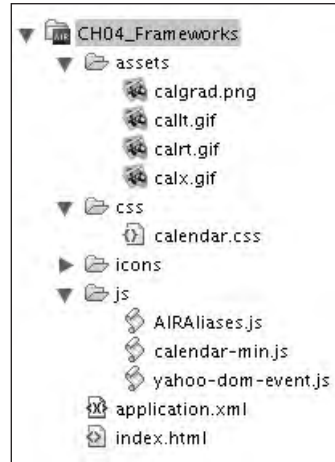 AIR CH04_Frameworks
assets
calgrad.png
callt.gif
calrt.gif
calx.gif
css
calendar.css
icons
js
AIRAliases.js
calendar-min.js
yahoo-dom-event.js
application.xml
index.html